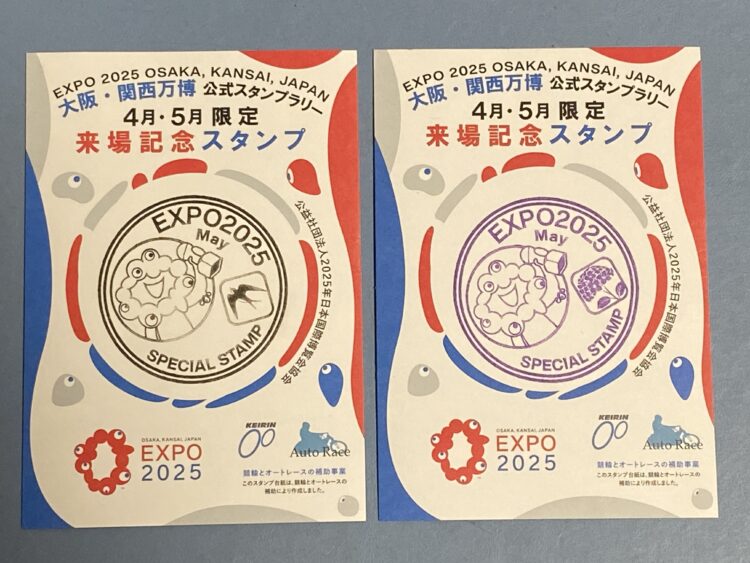 EXPO 2025 OSAKA, KANSAI, JAPAN
大阪・関西万博 公式スタンプラリー
4月・5月 限定
来場記念スタンプ
EXPO2025
May
SPECIAL STAMP
公益社団法人2025年日本国際博覧会協会
OSAKA, KANSAI, JAPAN
EXPO
2025
KEIRIN
Auto Race
競輪とオートレースの補助事業
このスタンプ台紙は、競輪とオートレースの
補助により作成しました。
EXPO 2025 OSAKA, KANSAI, JAPAN
大阪・関西万博 公式スタンプラリー
4月・5月 限定
来場記念スタンプ
EXPO2025
May
SPECIAL STAMP
公益社団法人2025年日本国際博覧会協会
OSAKA, KANSAI, JAPAN
EXPO
2025
KEIRIN
Auto Race
競輪とオートレースの補助事業
このスタンプ台紙は、競輪とオートレースの
補助により作成しました。